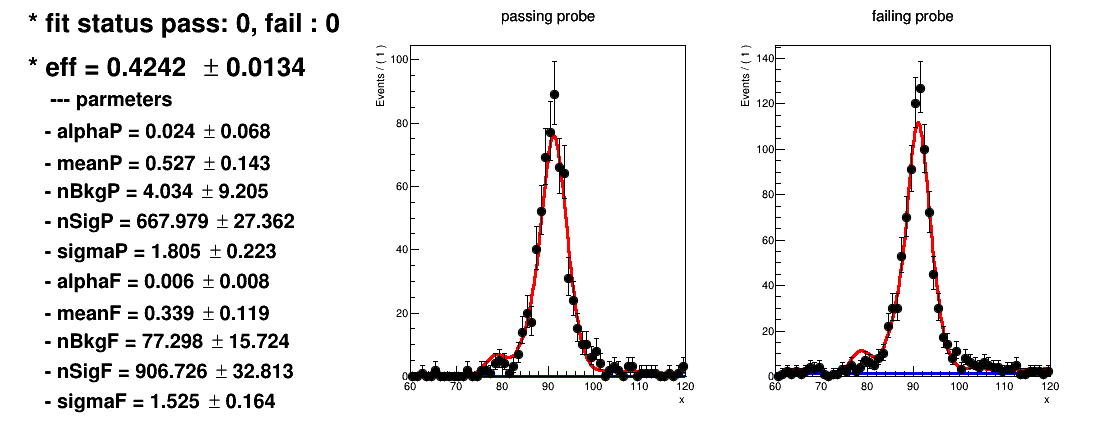 * fit status pass: 0, fail : 0
* eff = 0.4242 ± 0.0134
--- parmeters
- alphaP = 0.024 ± 0.068
- meanP = 0.527 ± 0.143
- nBkgP = 4.034 ± 9.205
- nSigP = 667.979 ± 27.362
- sigmaP = 1.805 ± 0.223
- alphaF = 0.006 ± 0.008
- meanF = 0.339 ± 0.119
- nBkgF = 77.298 ± 15.724
- nSigF = 906.726 ± 32.813
- sigmaF = 1.525 ± 0.164
passing probe
Events / ( 1 )
100
80
60
40
20
0
60 70 80 90 100 110 120
x
failing probe
Events / ( 1 )
140
120
100
80
60
40
20
0
60 70 80 90 100 110 120
x